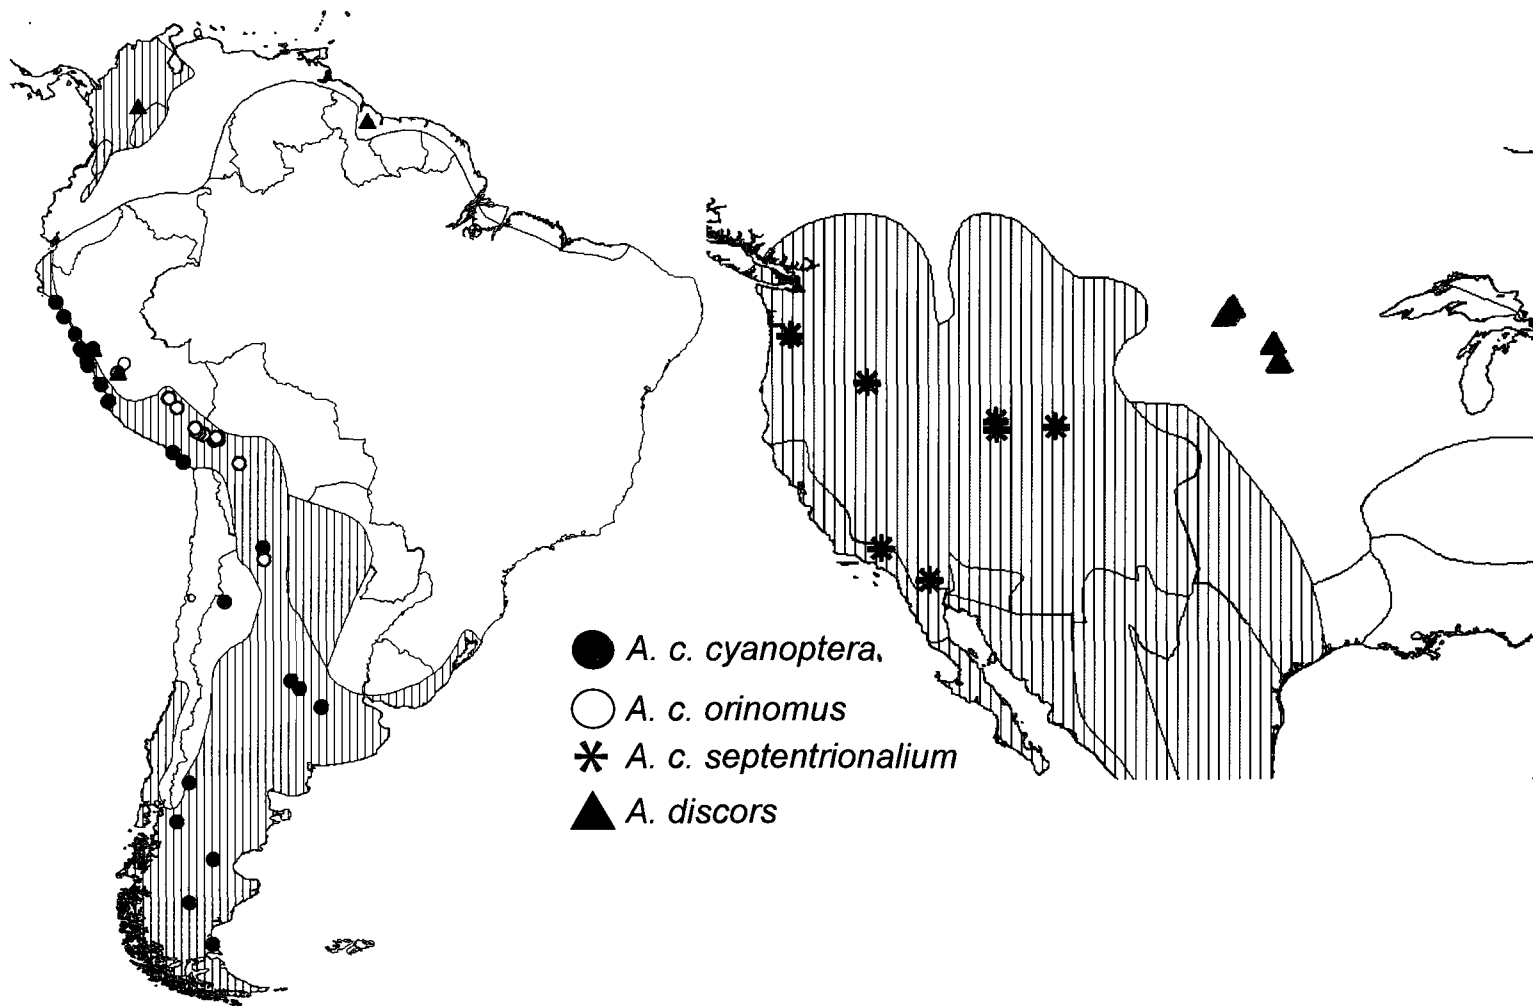 A. c. cyanoptera.
A. c. orinomus
A. c. septentrionalium
A. discors